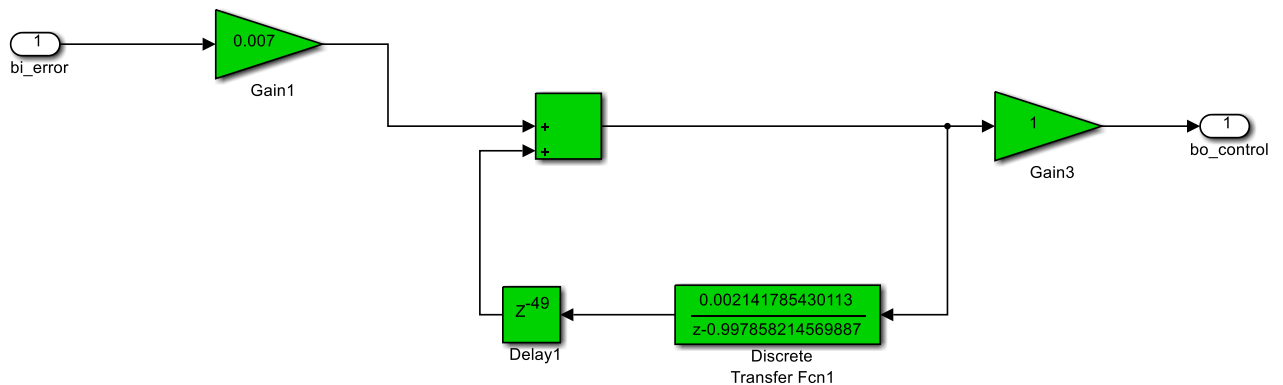 1
bi_error
0.007
Gain1
+
+
1
Gain3
1
bo_control
Z-49
Delay1
0.002141785430113
z-0.997858214569887
Discrete
Transfer Fcn1